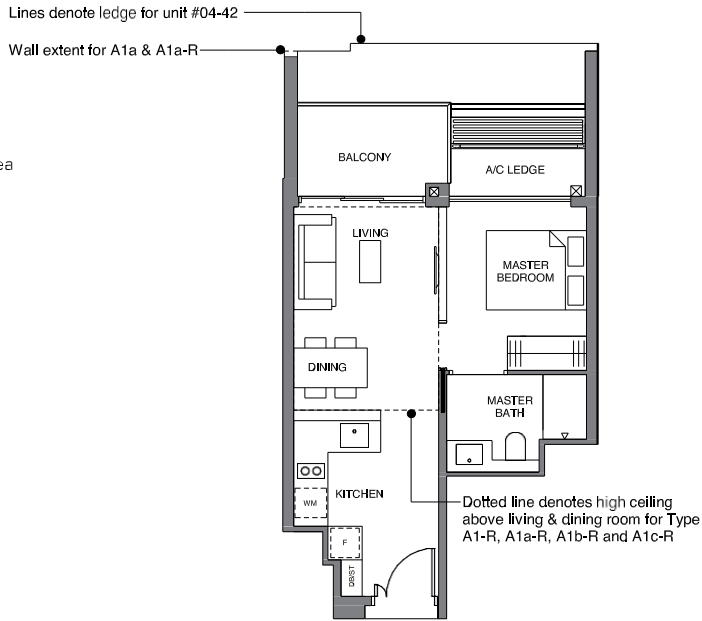 Lines denote ledge for unit #04-42
Wall extent for A1a & A1a-R
ea
BALCONY
A/C LEDGE
LIVING
MASTER
BEDROOM
DINING
MASTER
BATH
KITCHEN
WM
F
DB/ST
Dotted line denotes high ceiling
above living & dining room for Type
A1-R, A1a-R, A1b-R and A1c-R